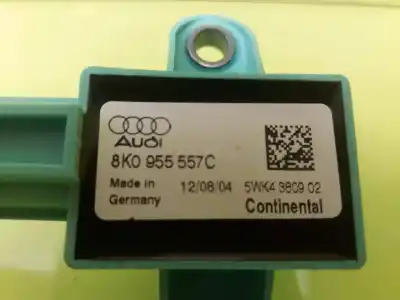 Audi
8K0 955 557C
Made in Germany
12/08/04
5WK4 3809 02
Continental